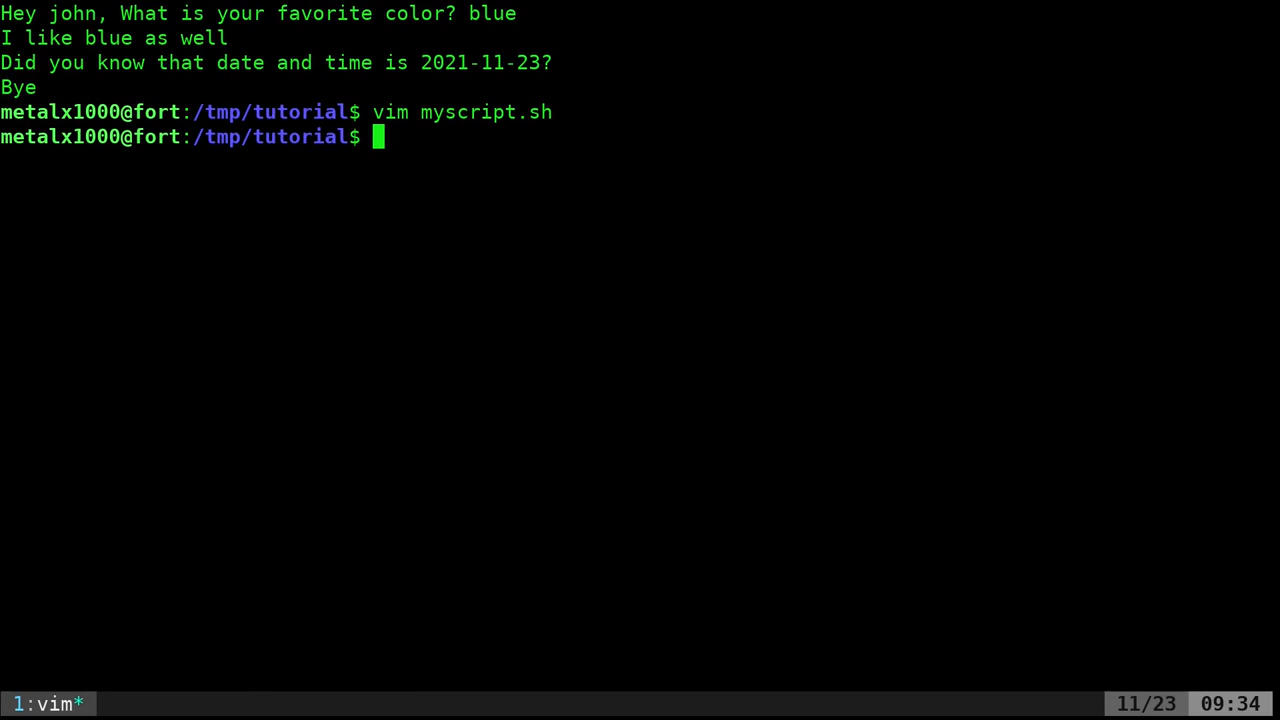 Hey john, What is your favorite color? blue
I like blue as well
Did you know that date and time is 2021-11-23?
Bye
metalx1000@fort:/tmp/tutorial$ vim myscript.sh
metalx1000@fort:/tmp/tutorial$
1:vim* 11/23 09:34